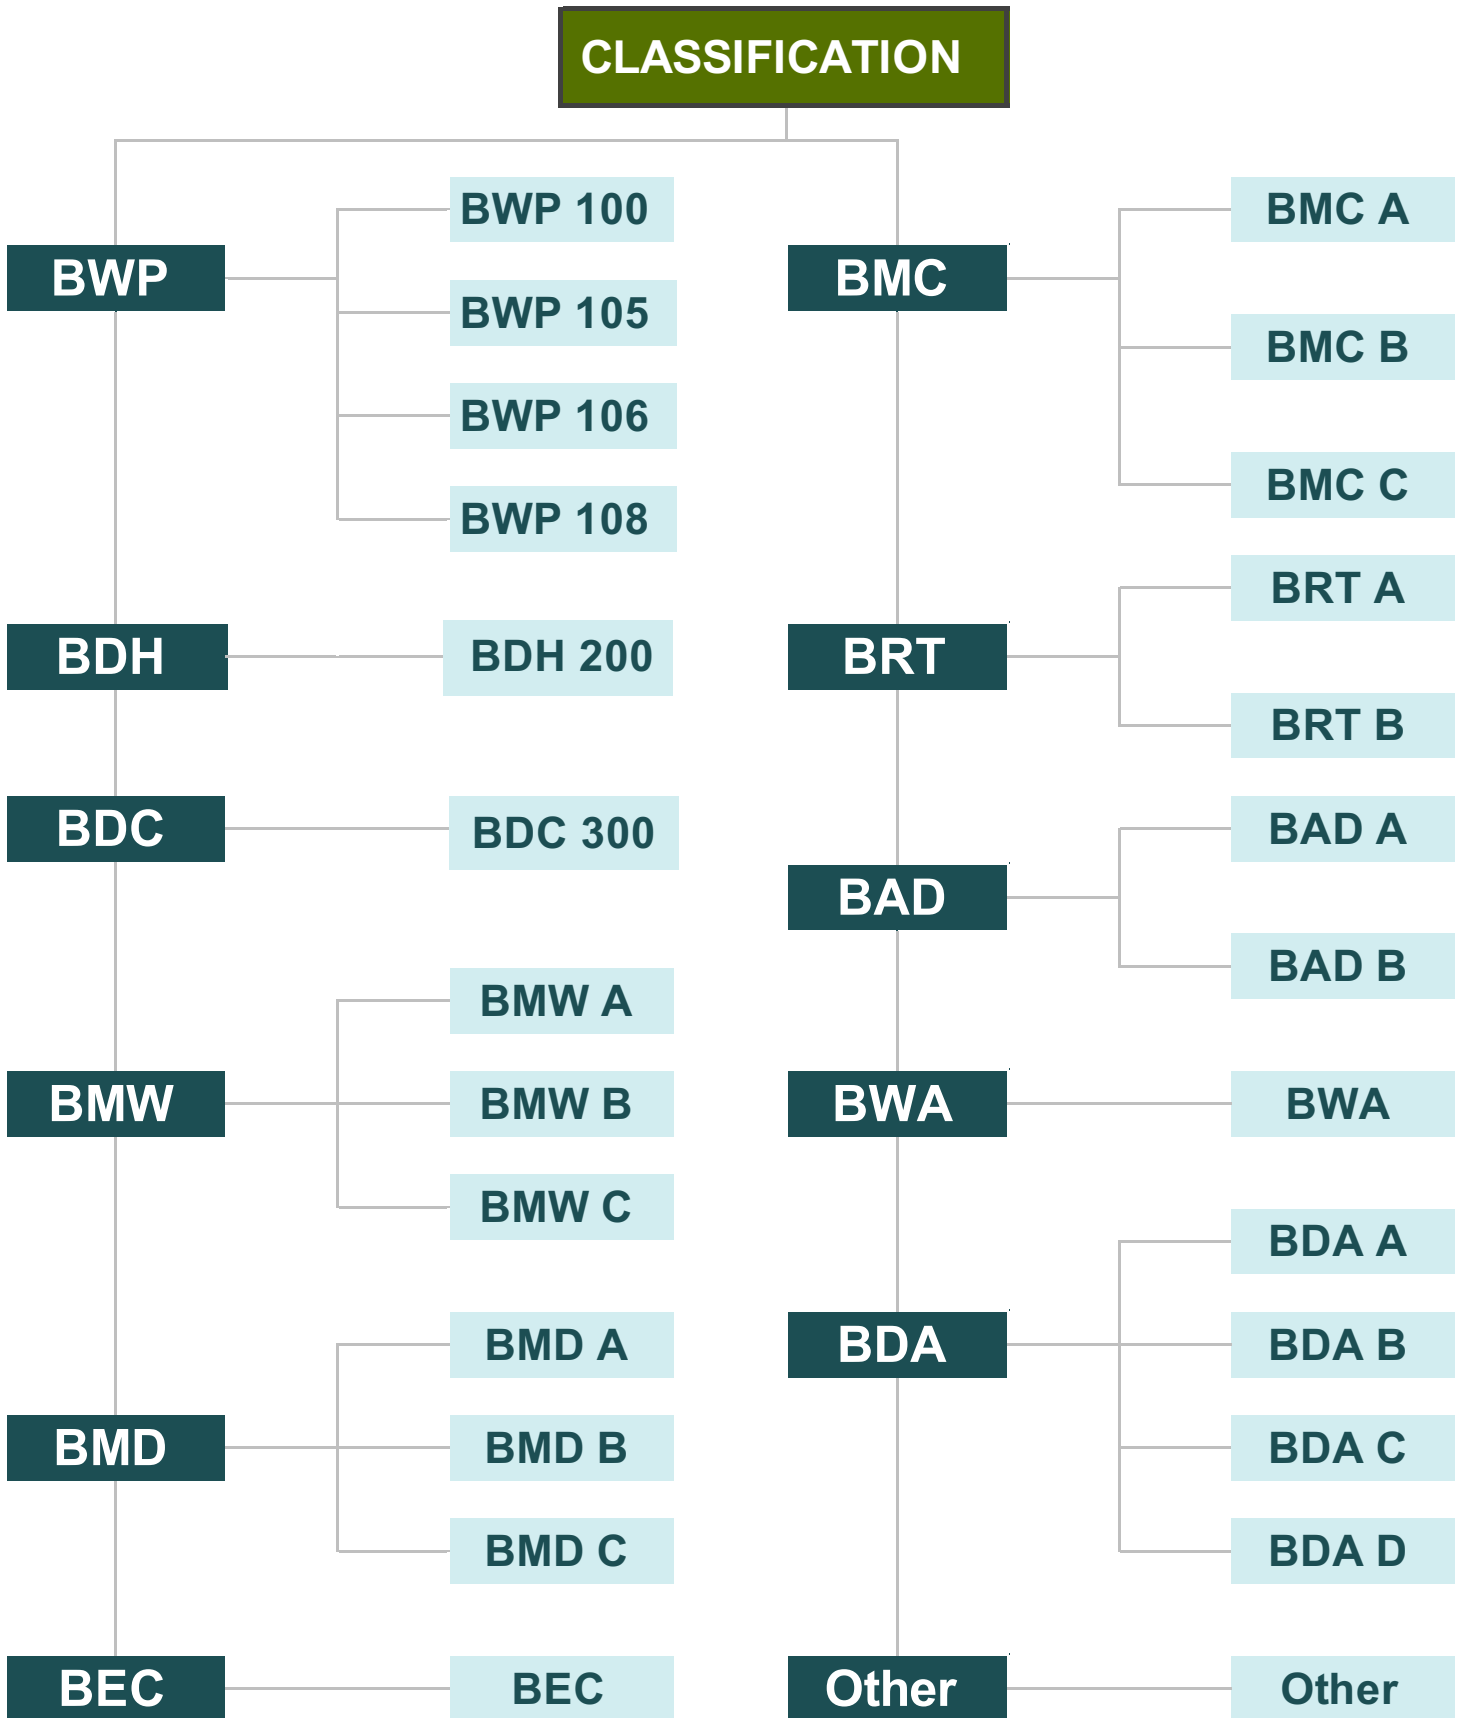 CLASSIFICATION
BWP
BWP 100
BWP 105
BWP 106
BWP 108
BDH
BDH 200
BDC
BDC 300
BMW
BMW A
BMW B
BMW C
BMD
BMD A
BMD B
BMD C
BEC
BEC
BMC
BMC A
BMC B
BMC C
BRT
BRT A
BRT B
BAD
BAD A
BAD B
BWA
BWA
BDA
BDA A
BDA B
BDA C
BDA D
Other
Other